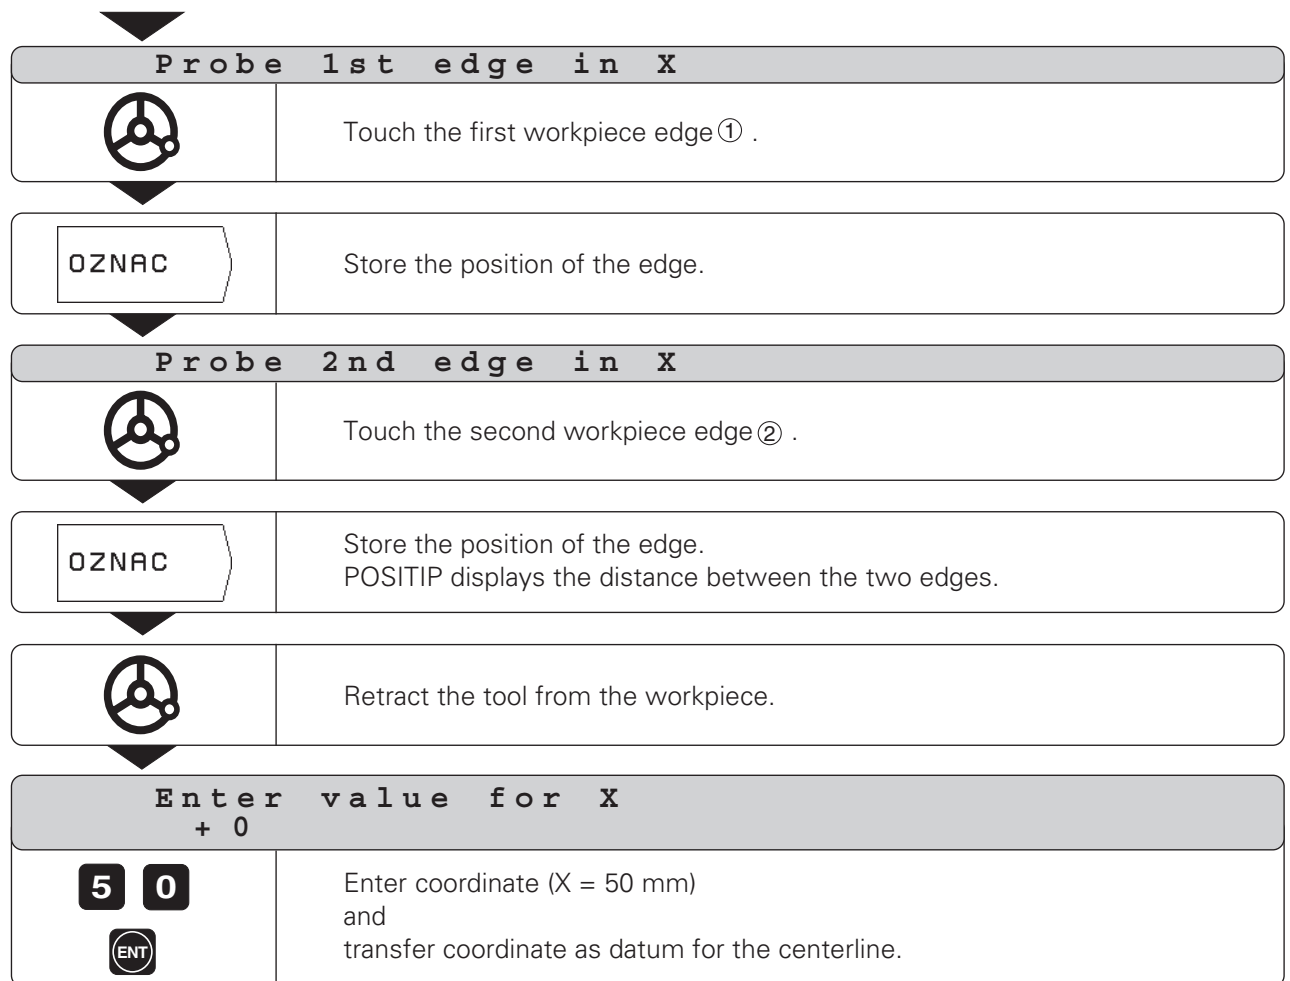 Probe 1st edge in X
Touch the first workpiece edge ① .
OZNAC
Store the position of the edge.
Probe 2nd edge in X
Touch the second workpiece edge ② .
OZNAC
Store the position of the edge.
POSITIP displays the distance between the two edges.
Retract the tool from the workpiece.
Enter value for X
+ 0
5 0
Enter coordinate (X = 50 mm)
and
ENT
transfer coordinate as datum for the centerline.